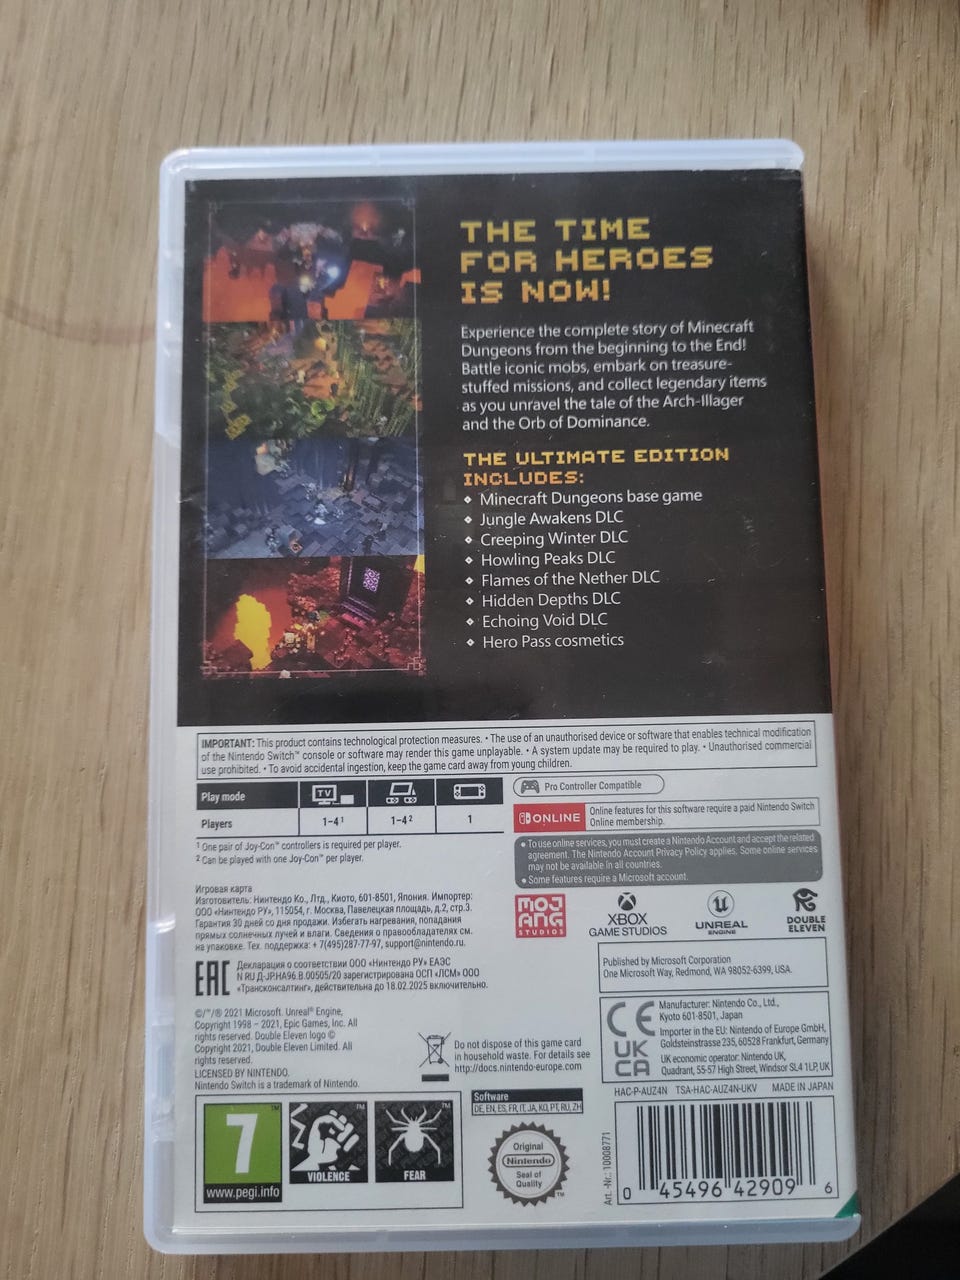 THE TIME
FOR HEROES
IS NOW!
Experience the complete story of Minecraft
Dungeons from the beginning to the End!
Battle iconic mobs, embark on treasure-
stuffed missions, and collect legendary items
as you unravel the tale of the Arch-Illager
and the Orb of Dominance.
THE ULTIMATE EDITION
INCLUDES:
Minecraft Dungeons base game
Jungle Awakens DLC
Creeping Winter DLC
Howling Peaks DLC
Flames of the Nether DLC
Hidden Depths DLC
Echoing Void DLC
Hero Pass cosmetics
IMPORTANT: This product contains technological protection measures. • The use of an unauthorised device or software that enables technical modification
of the Nintendo Switch™ console or software may render this game unplayable. • A system update may be required to play. • Unauthorised commercial
use prohibited. • To avoid accidental ingestion, keep the game card away from young children.
Play mode
TV
Players
1-4¹
1-4²
1
¹ One pair of Joy-Con™ controllers is required per player.
² Can be played with one Joy-Con™ per player.
Pro Controller Compatible
ONLINE
Online features for this software require a paid Nintendo Switch
Online membership.
• To use online services, you must create a Nintendo Account and accept the related
agreement. The Nintendo Account Privacy Policy applies. Some online services
may not be available in all countries.
• Some features require a Microsoft account.
Игровая карта
Изготовитель: Нинтендо Ко., Лтд., Киото, 601-8501, Япония. Импортер:
ООО «Нинтендо РУ», 115054, г. Москва, Павелецкая площадь, д.2, стр.3.
Гарантия 30 дней со дня продажи. Избегать нагревания, попадания
прямых солнечных лучей и влаги. Сведения о правообладателях см.
на упаковке. Тех. поддержка: + 7(495)287-77-97, support@nintendo.ru.
EAC
Декларация о соответствии ООО «Нинтендо РУ» ЕАЭС
N RU Д-JP.HA96.B.00505/20 зарегистрирована ОСП «ЛСМ» ООО
«Трансконсалтинг», действительна до 18.02.2025 включительно.
MOJ
ANG
STUDIOS
XBOX
GAME STUDIOS
UNREAL
ENGINE
DOUBLE
ELEVEN
Published by Microsoft Corporation
One Microsoft Way, Redmond, WA 98052-6399, USA.
©/™/® 2021 Microsoft. Unreal® Engine,
Copyright 1998 – 2021, Epic Games, Inc. All
rights reserved. Double Eleven logo ©
Copyright 2021, Double Eleven Limited. All
rights reserved.
LICENSED BY NINTENDO.
Nintendo Switch is a trademark of Nintendo.
Do not dispose of this game card
in household waste. For details see
http://docs.nintendo-europe.com
CE
UK
CA
Manufacturer: Nintendo Co., Ltd.,
Kyoto 601-8501, Japan
Importer in the EU: Nintendo of Europe GmbH,
Goldsteinstrasse 235, 60528 Frankfurt, Germany
UK economic operator: Nintendo UK,
Quadrant, 55-57 High Street, Windsor SL4 1LP, UK
HAC-P-AUZ4N TSA-HAC-AUZ4N-UKV MADE IN JAPAN
Software
DE, EN, ES, FR, IT, JA, KO, PT, RU, ZH
7
www.pegi.info
VIOLENCE
FEAR
Original
Nintendo
Seal of
Quality
Art.-Nr.: 10008771
0 45496 42909 6